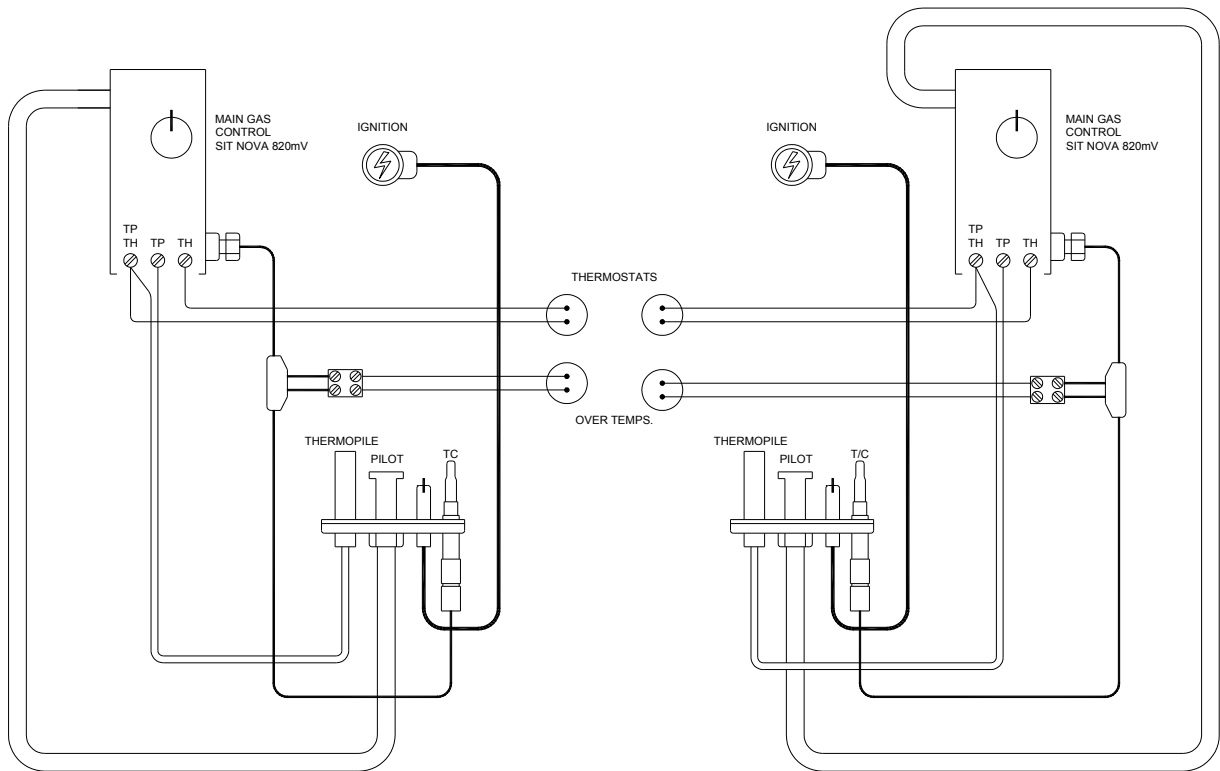 MAIN GAS
CONTROL
SIT NOVA 820mV
IGNITION
TP
TH TP TH
IGNITION
MAIN GAS
CONTROL
SIT NOVA 820mV
TP
TH TP TH
THERMOSTATS
OVER TEMPS.
THERMOPILE
PILOT
TC
THERMOPILE
PILOT
T/C